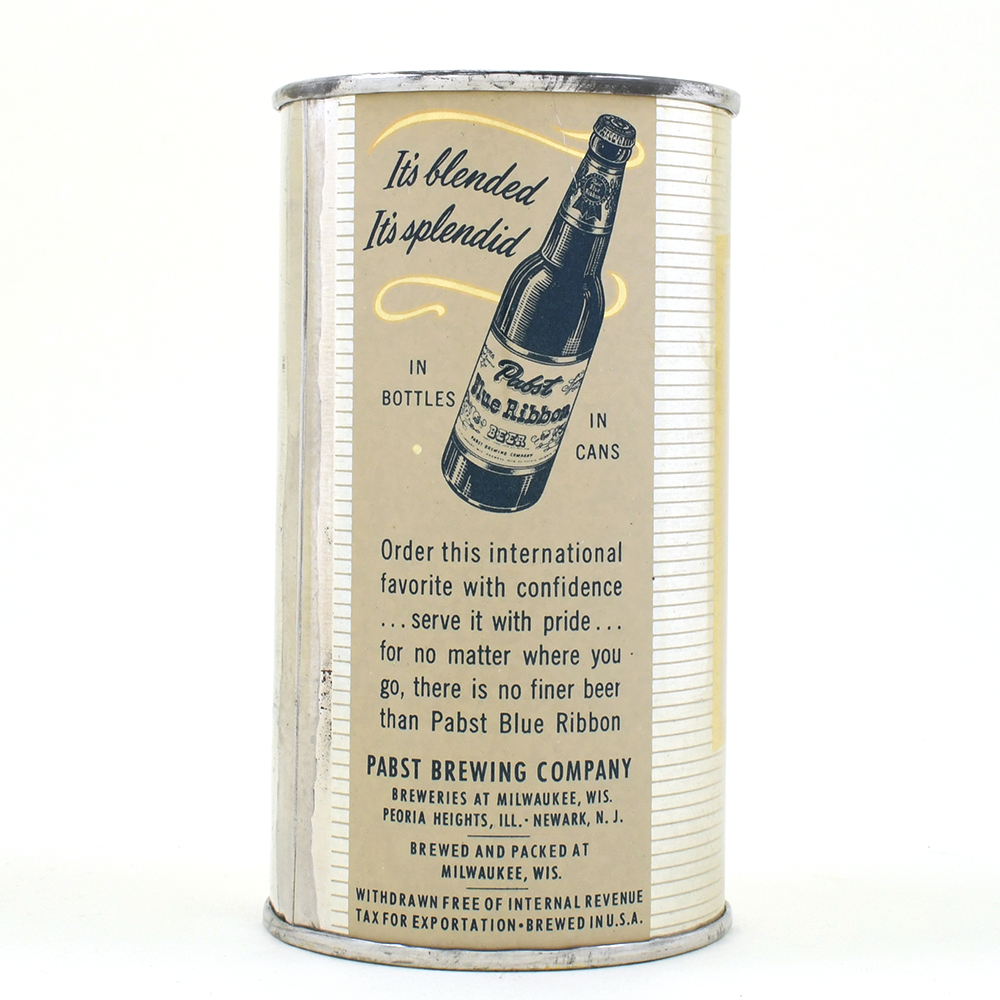 It's blended
It's splendid
IN
BOTTLES
IN
CANS
Pabst
Blue Ribbon
BEER
PABST BREWING COMPANY
Order this international
favorite with confidence
...serve it with pride...
for no matter where you
go, there is no finer beer
than Pabst Blue Ribbon
PABST BREWING COMPANY
BREWERIES AT MILWAUKEE, WIS.
PEORIA HEIGHTS, ILL. · NEWARK, N. J.
BREWED AND PACKED AT
MILWAUKEE, WIS.
WITHDRAWN FREE OF INTERNAL REVENUE
TAX FOR EXPORTATION · BREWED IN U.S.A.